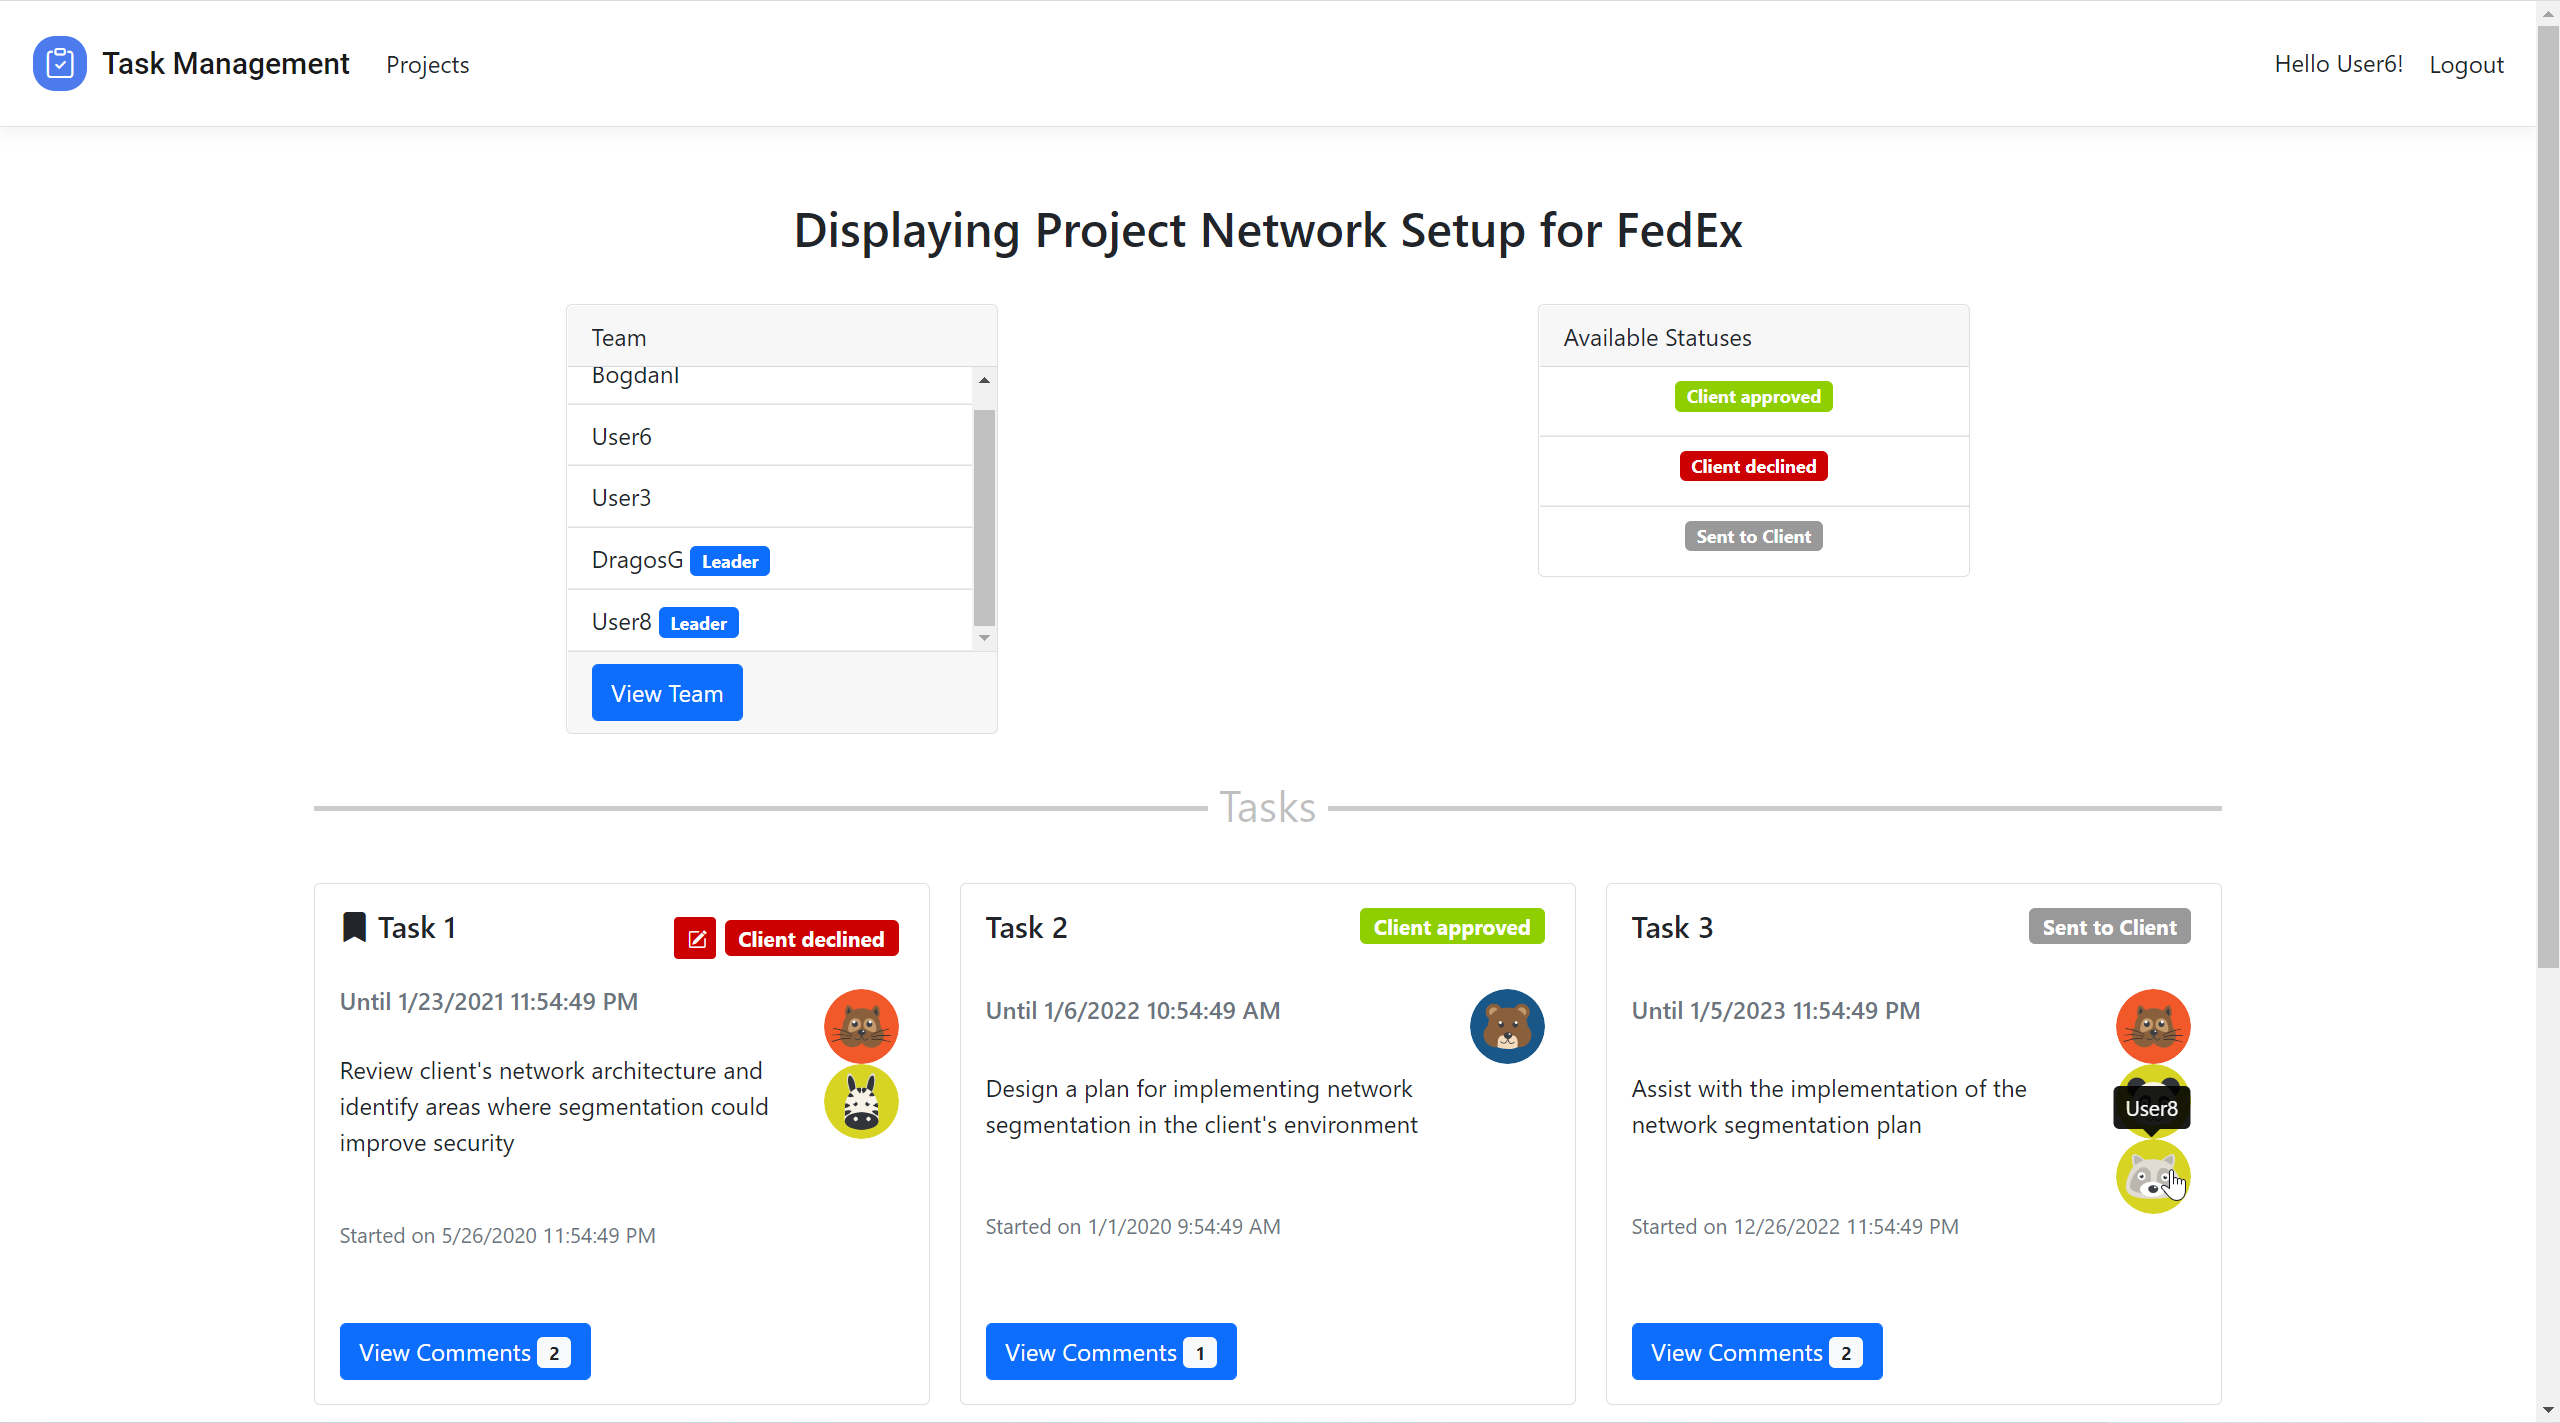 Task Management
Projects
Hello User6!
Logout
Displaying Project Network Setup for FedEx
Team
BogdanI
User6
User3
DragosG Leader
User8 Leader
View Team
Available Statuses
Client approved
Client declined
Sent to Client
Tasks
Task 1
Client declined
Until 1/23/2021 11:54:49 PM
Review client's network architecture and
identify areas where segmentation could
improve security
Started on 5/26/2020 11:54:49 PM
View Comments 2
Task 2
Client approved
Until 1/6/2022 10:54:49 AM
Design a plan for implementing network
segmentation in the client's environment
Started on 1/1/2020 9:54:49 AM
View Comments 1
Task 3
Sent to Client
Until 1/5/2023 11:54:49 PM
Assist with the implementation of the
network segmentation plan
User8
Started on 12/26/2022 11:54:49 PM
View Comments 2